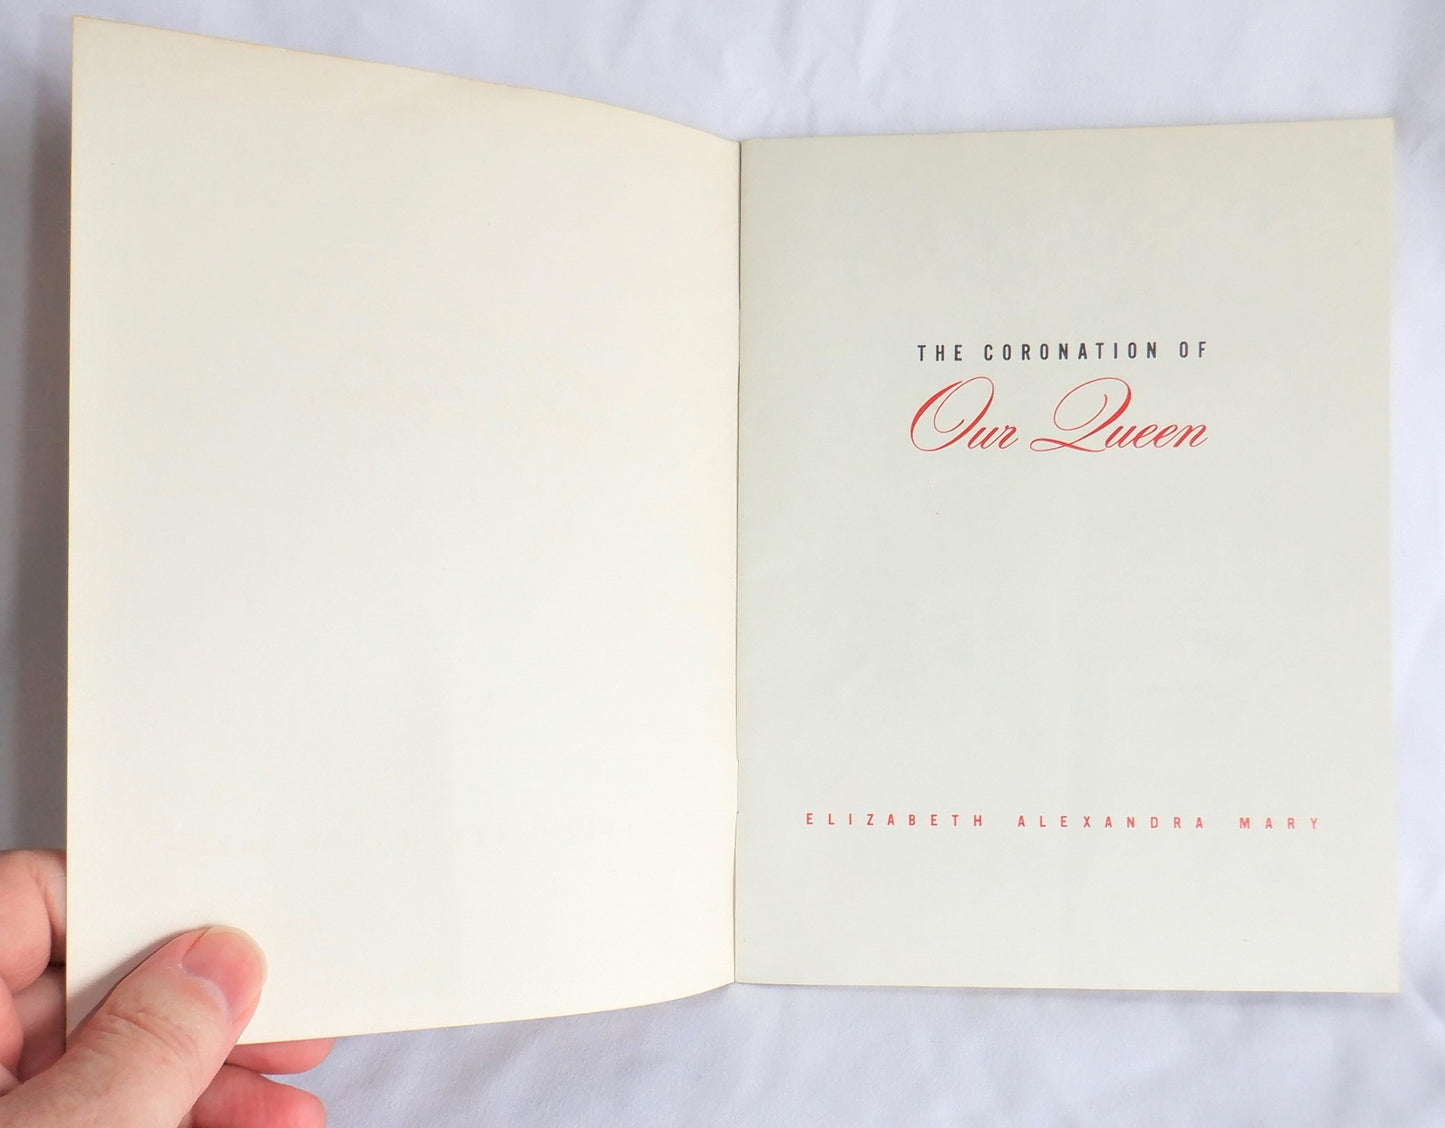 THE CORONATION OF
Our Queen
ELIZABETH ALEXANDRA MARY